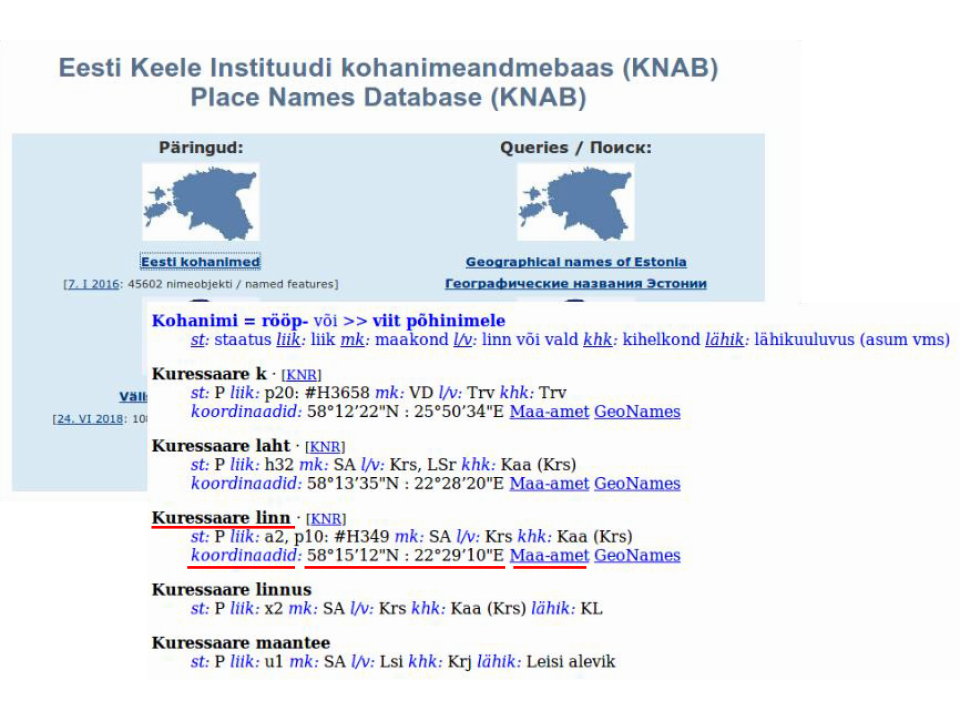 Eesti Keele Instituudi kohanimeandmebaas (KNAB)
Place Names Database (KNAB)
Päringud:
Queries / Поиск:
Eesti kohanimed
Geographical names of Estonia
[7. I 2016: 45602 nimeobjekti / named features]
Географические названия Эстонии
Väli
[24. VI 2018: 108
Kohanimi = rööp- või >> viit põhinimele
st: staatus liik: liik mk: maakond l/v: linn või vald khk: kihelkond lähik: lähikuuluvus (asum vms)
Kuressaare k · [KNR]
st: P liik: p20: #H3658 mk: VD l/v: Trv khk: Trv
koordinaadid: 58°12’22"N : 25°50’34"E Maa-amet GeoNames
Kuressaare laht · [KNR]
st: P liik: h32 mk: SA l/v: Krs, LSr khk: Kaa (Krs)
koordinaadid: 58°13’35"N : 22°28’20"E Maa-amet GeoNames
Kuressaare linn · [KNR]
st: P liik: a2, p10: #H349 mk: SA l/v: Krs khk: Kaa (Krs)
koordinaadid: 58°15’12"N : 22°29’10"E Maa-amet GeoNames
Kuressaare linnus
st: P liik: x2 mk: SA l/v: Krs khk: Kaa (Krs) lähik: KL
Kuressaare maantee
st: P liik: u1 mk: SA l/v: Lsi khk: Krj lähik: Leisi alevik